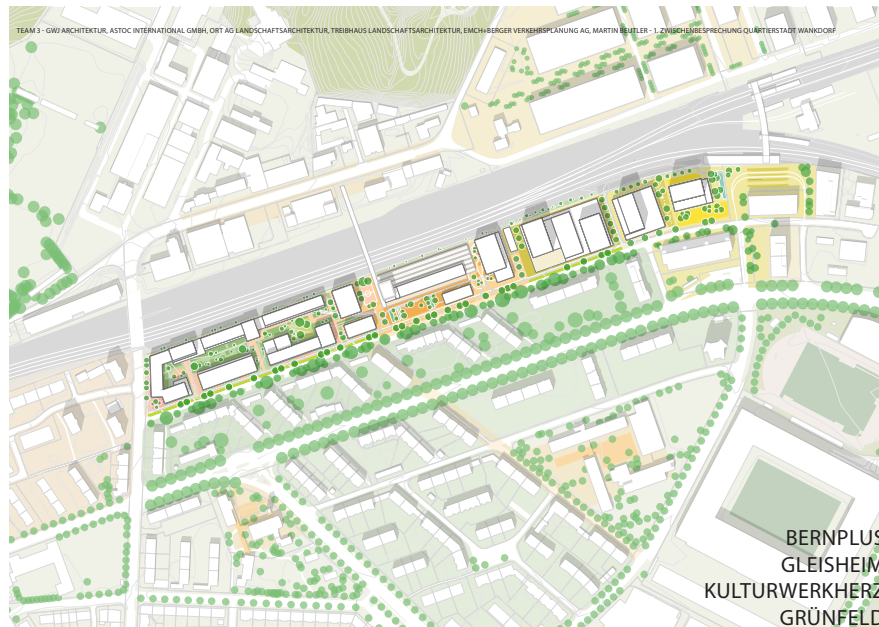 TEAM 3 - GWJ ARCHITEKTUR, ASTOC INTERNATIONAL GMBH, ORT AG LANDSCHAFTSARCHITEKTUR, TREIBHAUS LANDSCHAFTSARCHITEKTUR, EMCH+BERGER VERKEHRSPLANUNG AG, MARTIN BEUTLER - 1. ZWISCHENBESPRECHUNG QUARTIERSTADT WANKDORF
BERNPLUS
GLEISHEIM
KULTURWERKHERZ
GRÜNFELD